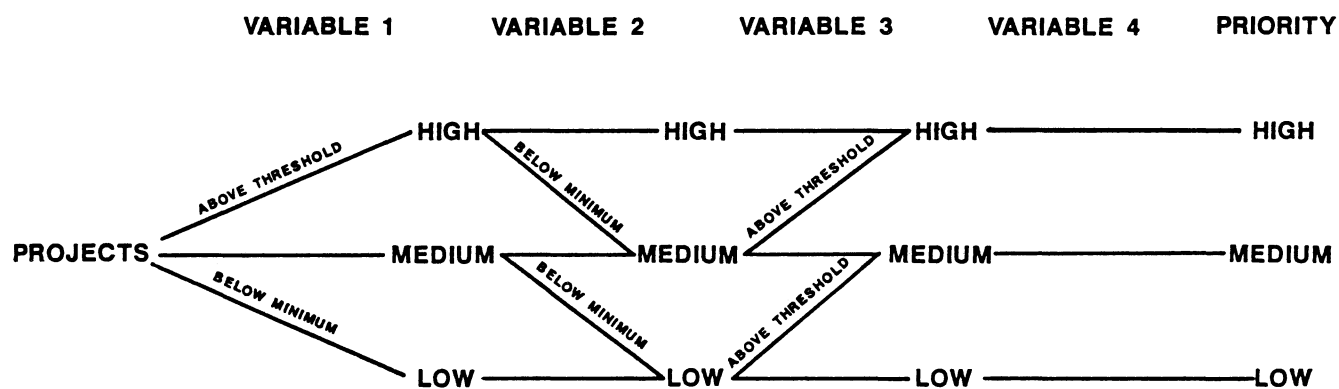 VARIABLE 1 VARIABLE 2 VARIABLE 3 VARIABLE 4 PRIORITY
HIGH HIGH HIGH HIGH
ABOVE THRESHOLD BELOW MINIMUM ABOVE THRESHOLD
PROJECTS MEDIUM MEDIUM MEDIUM MEDIUM
BELOW MINIMUM BELOW MINIMUM ABOVE THRESHOLD
LOW LOW LOW LOW